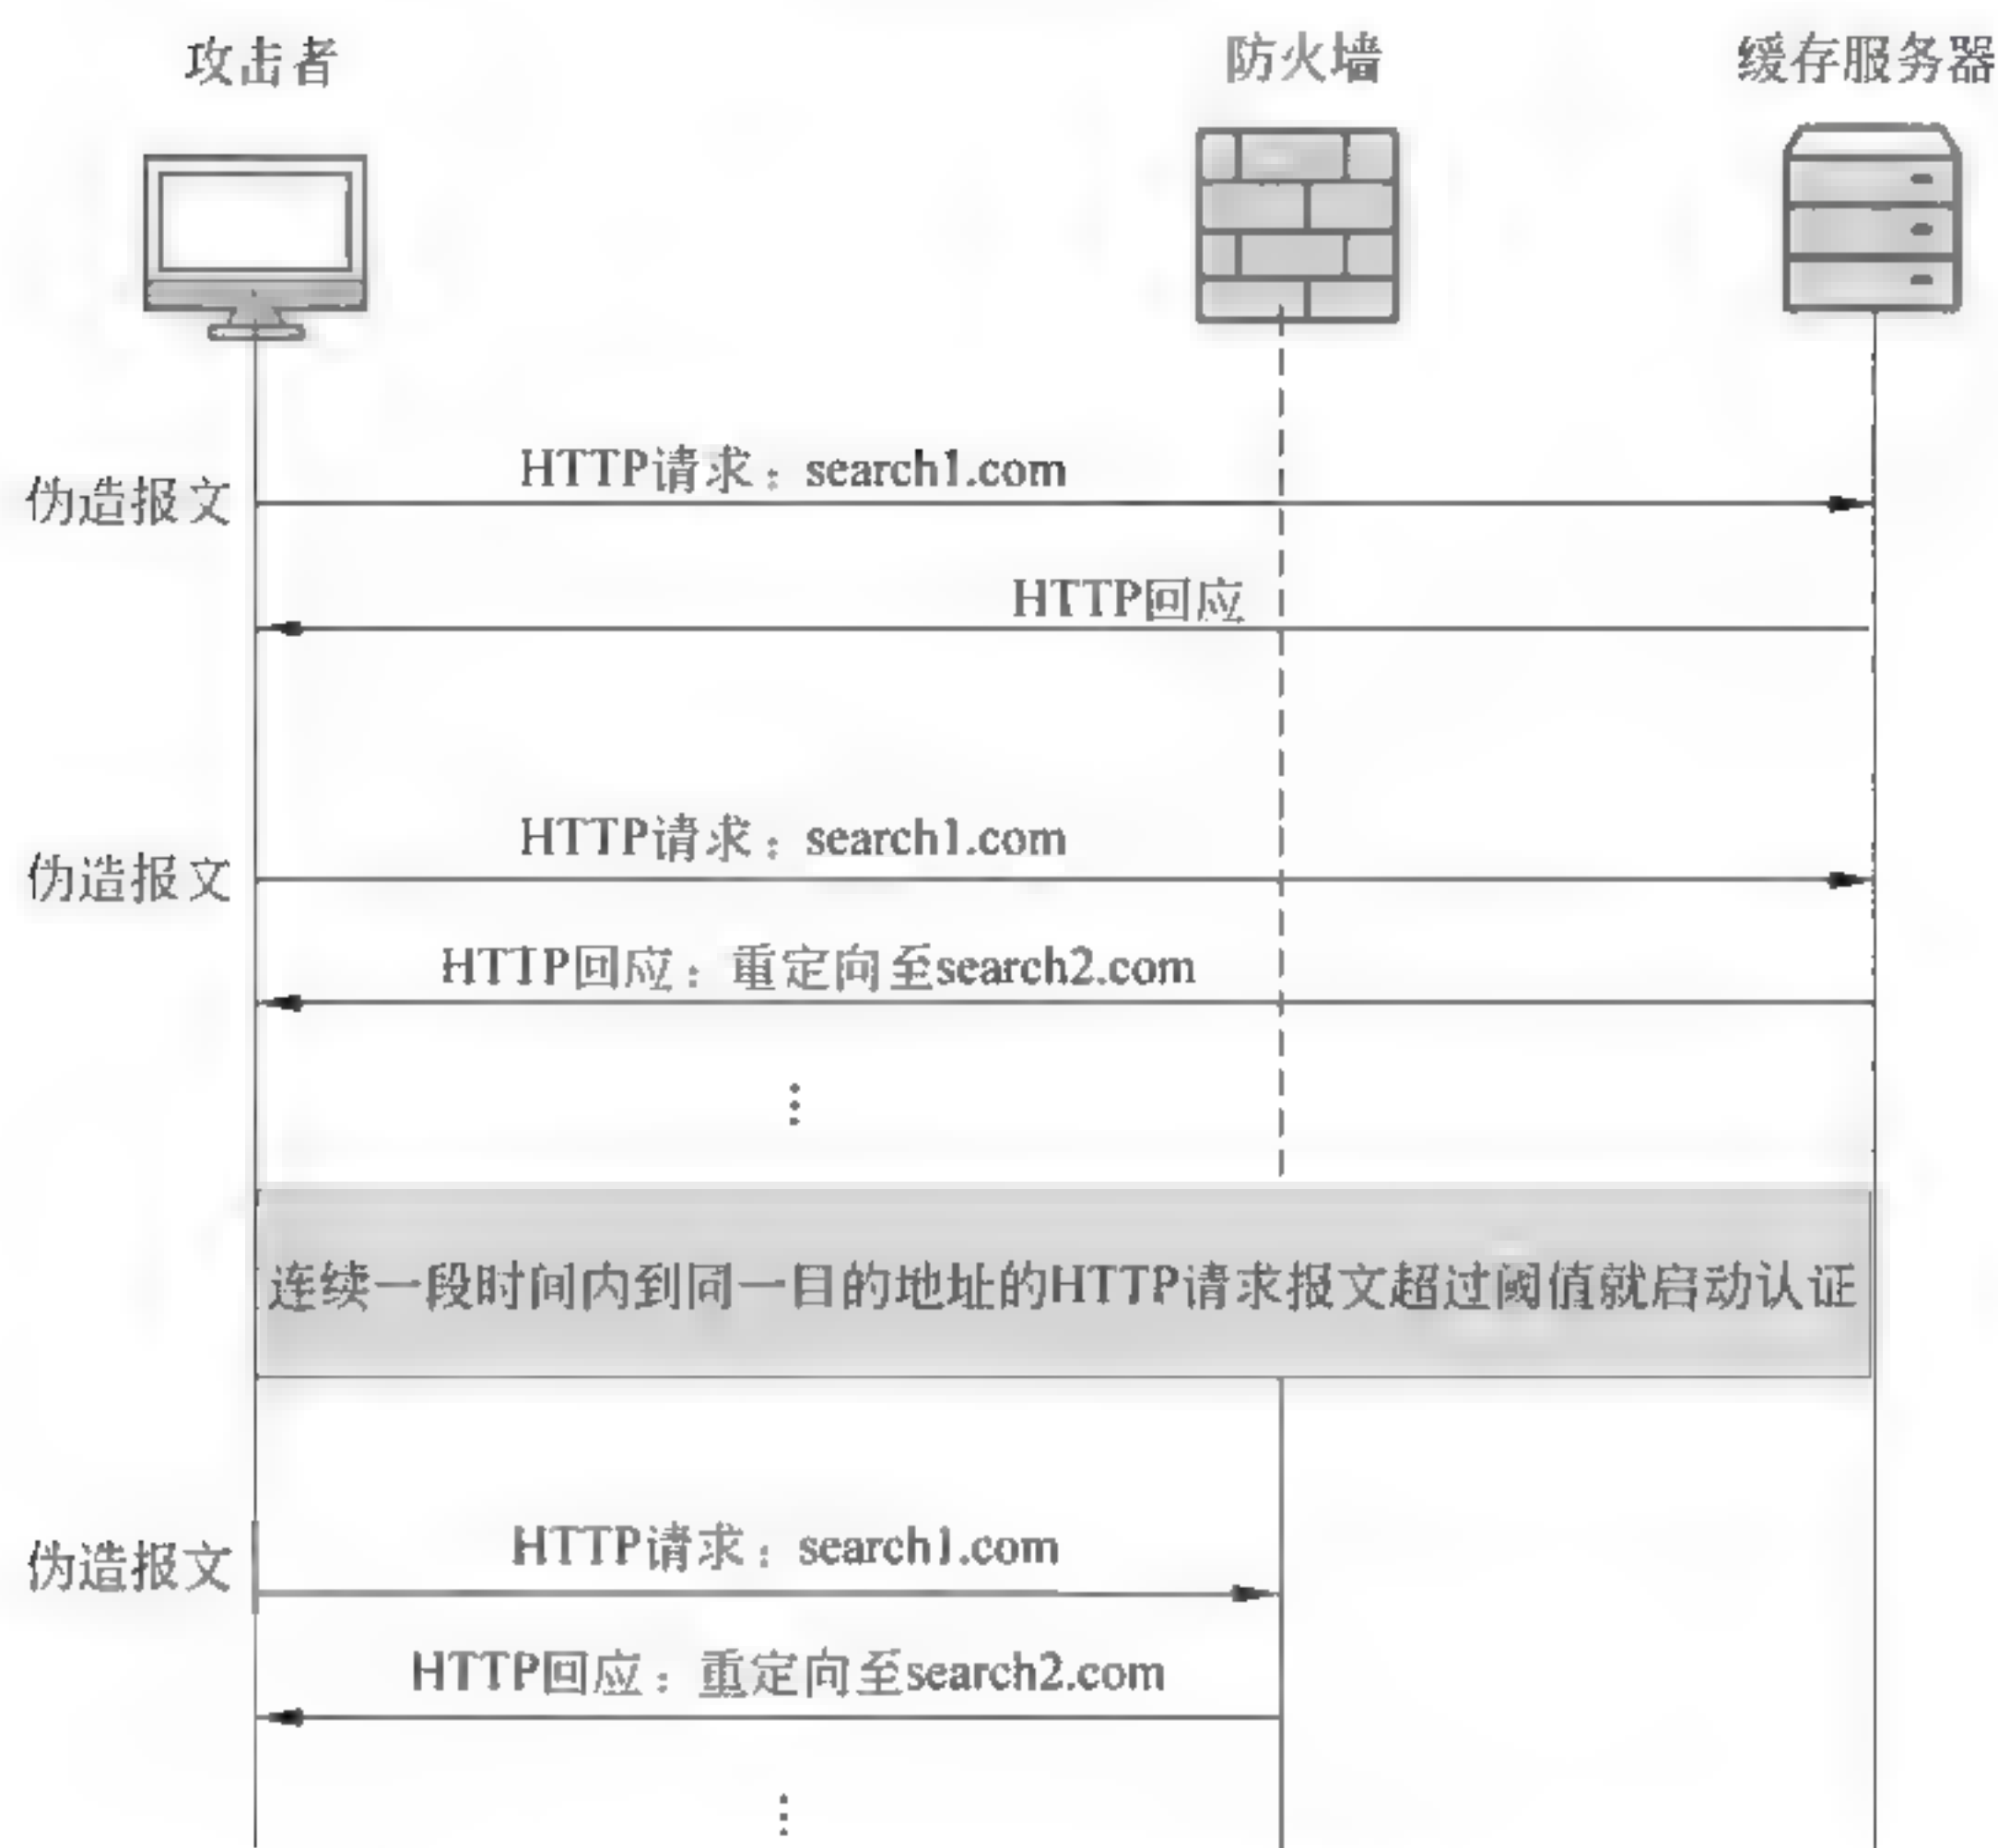 攻击者
防火墙
缓存服务器
HTTP请求：search1.com
伪造报文
HTTP回应
HTTP请求：search1.com
伪造报文
HTTP回应：重定向至search2.com
连续一段时间内到同一目的地址的HTTP请求报文超过阈值就启动认证
HTTP请求：search1.com
伪造报文
HTTP回应：重定向至search2.com